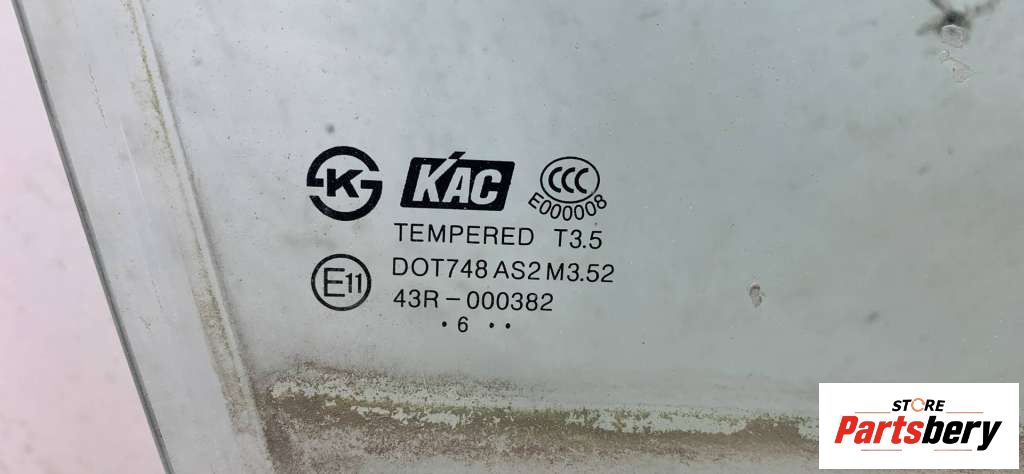 K KAC CCC
E000008
TEMPERED T3.5
E11 DOT748 AS2 M3.52
43R-000382
• 6 • •
STORE
Partsbery